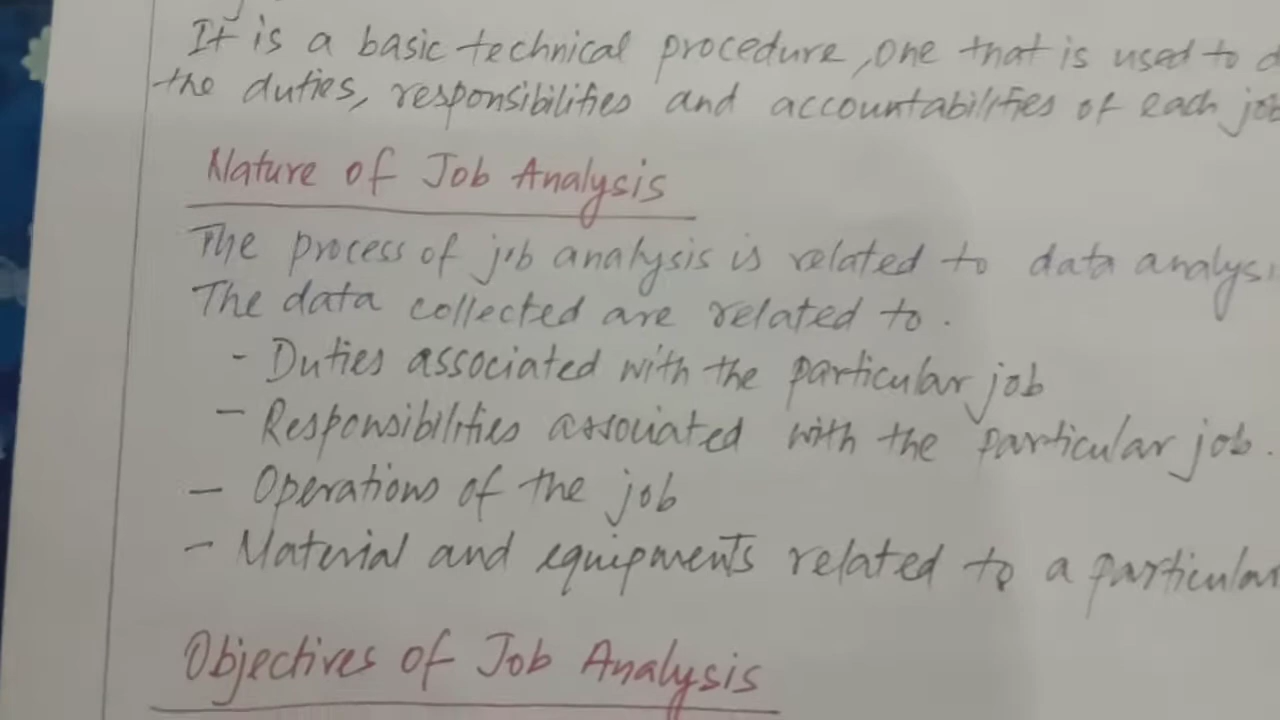 It is a basic technical procedure, one that is used to
the duties, responsibilities and accountabilities of each job
Nature of Job Analysis
The process of job analysis is related to data analysi
The data collected are related to.
- Duties associated with the particular job
- Responsibilities associated with the particular job.
- Operations of the job
- Material and equipments related to a particular
Objectives of Job Analysis